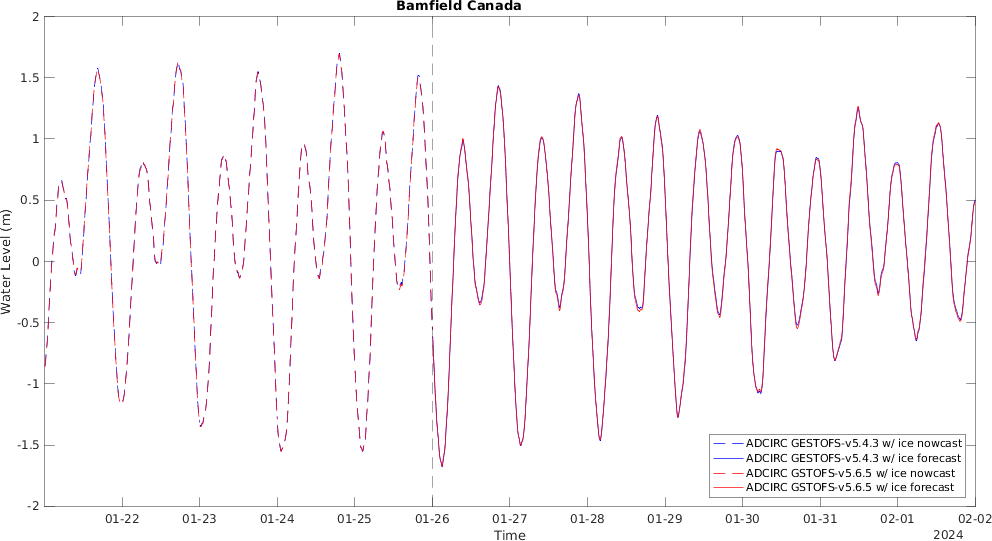 Bamfield Canada
2
1.5
1
0.5
0
-0.5
-1
-1.5
-2
Water Level (m)
01-22 01-23 01-24 01-25 01-26 01-27 01-28 01-29 01-30 01-31 02-01 02-02
Time
2024
ADCIRC GESTOFS-v5.4.3 w/ ice nowcast
ADCIRC GESTOFS-v5.4.3 w/ ice forecast
ADCIRC GSTOFS-v5.6.5 w/ ice nowcast
ADCIRC GSTOFS-v5.6.5 w/ ice forecast